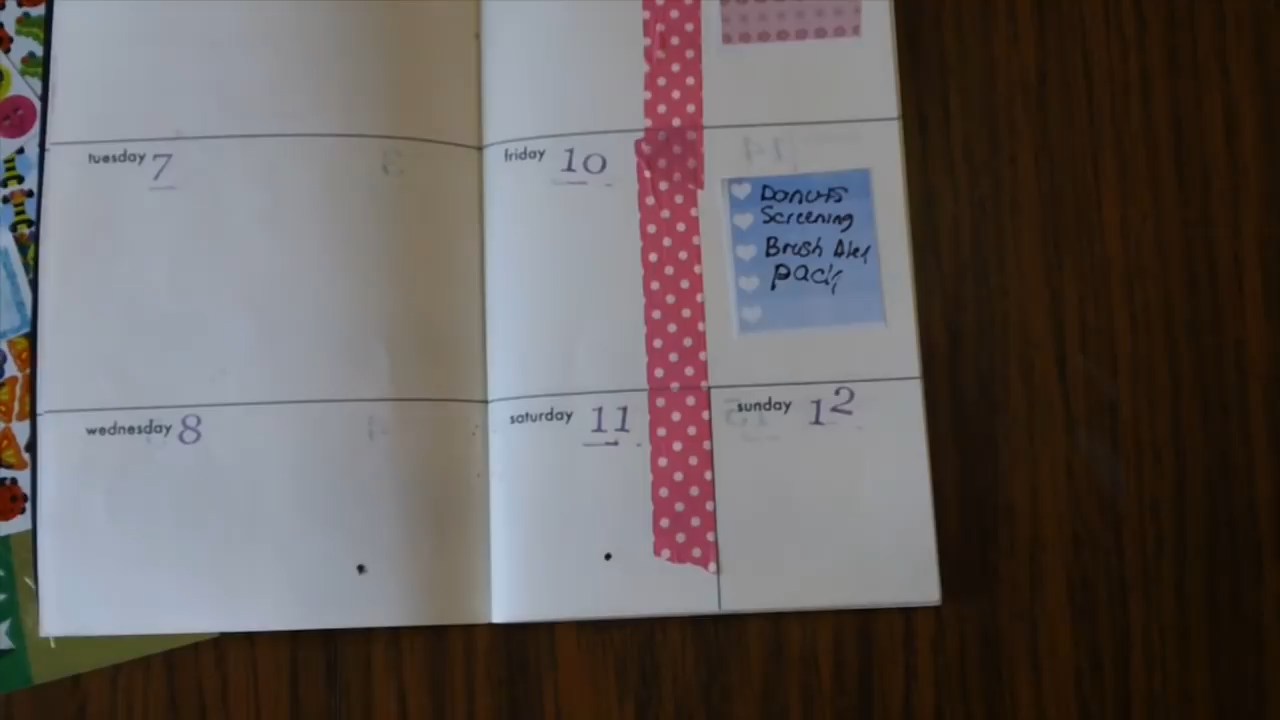 tuesday 7
friday 10
Donuts
Screening
Brush Alex
pack
wednesday 8
saturday 11
sunday 12